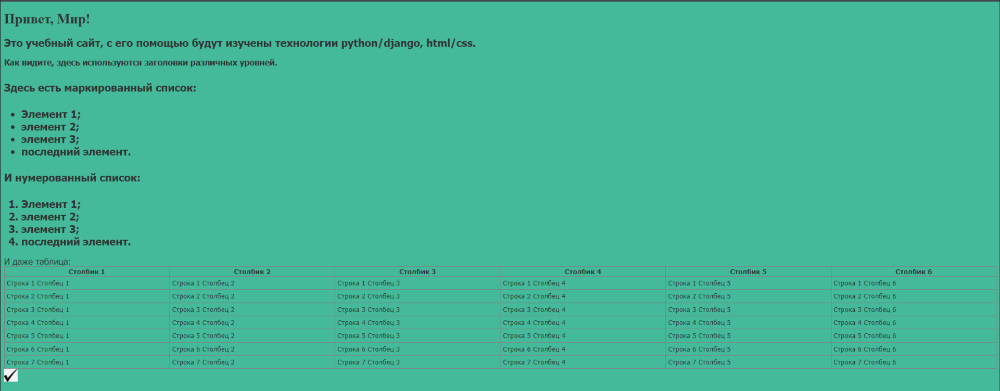 Привет, Мир!
Это учебный сайт, с его помощью будут изучены технологии python/django, html/css.
Как видите, здесь используются заголовки различных уровней.
Здесь есть маркированный список:
• Элемент 1;
• элемент 2;
• элемент 3;
• последний элемент.
И нумерованный список:
1. Элемент 1;
2. элемент 2;
3. элемент 3;
4. последний элемент.
И даже таблица:
Столбик 1 Столбик 2 Столбик 3 Столбик 4 Столбик 5 Столбик 6
Строка 1 Столбец 1 Строка 1 Столбец 2 Строка 1 Столбец 3 Строка 1 Столбец 4 Строка 1 Столбец 5 Строка 1 Столбец 6
Строка 2 Столбец 1 Строка 2 Столбец 2 Строка 2 Столбец 3 Строка 2 Столбец 4 Строка 2 Столбец 5 Строка 2 Столбец 6
Строка 3 Столбец 1 Строка 3 Столбец 2 Строка 3 Столбец 3 Строка 3 Столбец 4 Строка 3 Столбец 5 Строка 3 Столбец 6
Строка 4 Столбец 1 Строка 4 Столбец 2 Строка 4 Столбец 3 Строка 4 Столбец 4 Строка 4 Столбец 5 Строка 4 Столбец 6
Строка 5 Столбец 1 Строка 5 Столбец 2 Строка 5 Столбец 3 Строка 5 Столбец 4 Строка 5 Столбец 5 Строка 5 Столбец 6
Строка 6 Столбец 1 Строка 6 Столбец 2 Строка 6 Столбец 3 Строка 6 Столбец 4 Строка 6 Столбец 5 Строка 6 Столбец 6
Строка 7 Столбец 1 Строка 7 Столбец 2 Строка 7 Столбец 3 Строка 7 Столбец 4 Строка 7 Столбец 5 Строка 7 Столбец 6